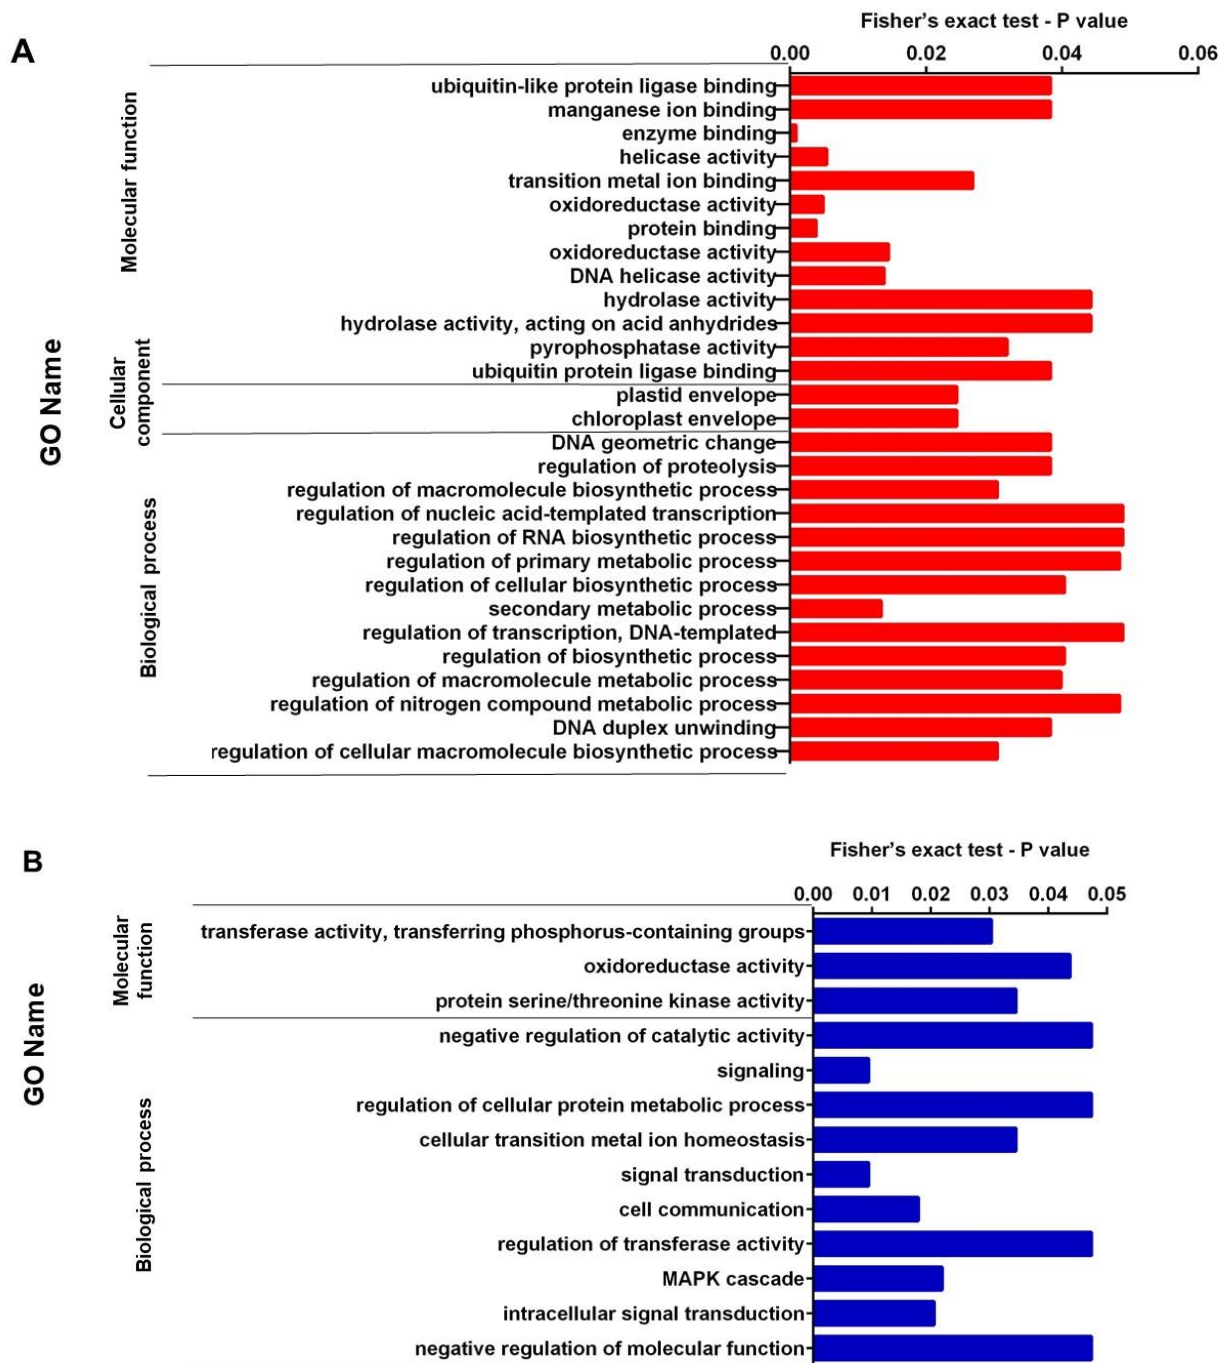 A
Fisher's exact test - P value
0.00 0.02 0.04 0.06
GO Name
Molecular function
ubiquitin-like protein ligase binding
manganese ion binding
enzyme binding
helicase activity
transition metal ion binding
oxidoreductase activity
protein binding
oxidoreductase activity
DNA helicase activity
hydrolase activity
hydrolase activity, acting on acid anhydrides
pyrophosphatase activity
ubiquitin protein ligase binding
Cellular
component
plastid envelope
chloroplast envelope
Biological process
DNA geometric change
regulation of proteolysis
regulation of macromolecule biosynthetic process
regulation of nucleic acid-templated transcription
regulation of RNA biosynthetic process
regulation of primary metabolic process
regulation of cellular biosynthetic process
secondary metabolic process
regulation of transcription, DNA-templated
regulation of biosynthetic process
regulation of macromolecule metabolic process
regulation of nitrogen compound metabolic process
DNA duplex unwinding
regulation of cellular macromolecule biosynthetic process
B
Fisher's exact test - P value
0.00 0.01 0.02 0.03 0.04 0.05
GO Name
Molecular
function
transferase activity, transferring phosphorus-containing groups
oxidoreductase activity
protein serine/threonine kinase activity
Biological process
negative regulation of catalytic activity
signaling
regulation of cellular protein metabolic process
cellular transition metal ion homeostasis
signal transduction
cell communication
regulation of transferase activity
MAPK cascade
intracellular signal transduction
negative regulation of molecular function